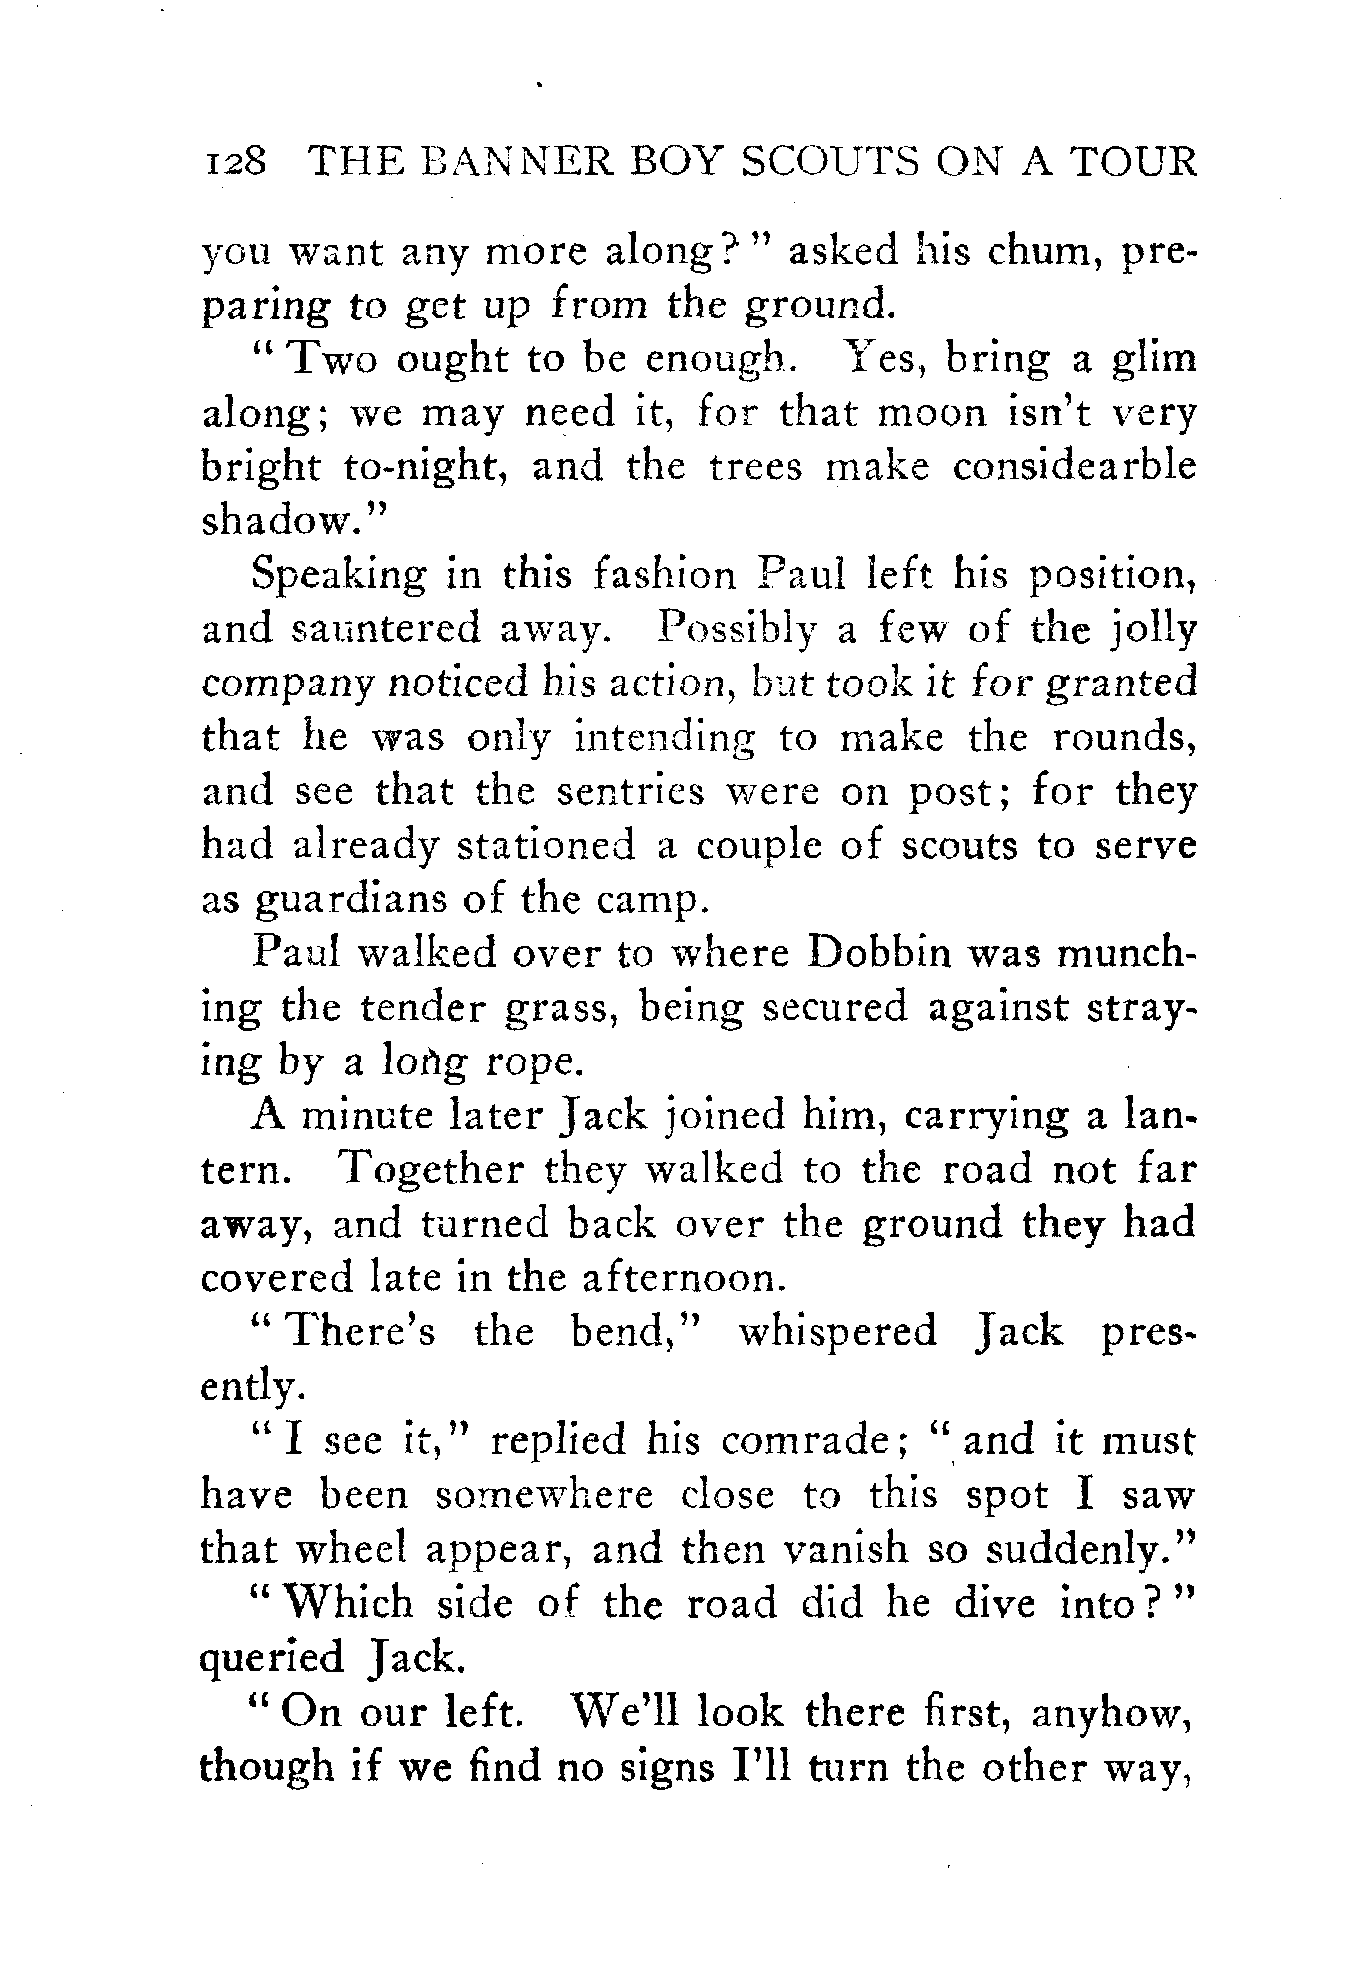 128 THE BANNER BOY SCOUTS ON A TOUR
you want any more along?" asked his chum, pre-
paring to get up from the ground.
"Two ought to be enough. Yes, bring a glim
along; we may need it, for that moon isn't very
bright to-night, and the trees make considearble
shadow."
Speaking in this fashion Paul left his position,
and sauntered away. Possibly a few of the jolly
company noticed his action, but took it for granted
that he was only intending to make the rounds,
and see that the sentries were on post; for they
had already stationed a couple of scouts to serve
as guardians of the camp.
Paul walked over to where Dobbin was munch-
ing the tender grass, being secured against stray-
ing by a long rope.
A minute later Jack joined him, carrying a lan-
tern. Together they walked to the road not far
away, and turned back over the ground they had
covered late in the afternoon.
"There's the bend," whispered Jack pres-
ently.
"I see it," replied his comrade; "and it must
have been somewhere close to this spot I saw
that wheel appear, and then vanish so suddenly."
"Which side of the road did he dive into?"
queried Jack.
"On our left. We'll look there first, anyhow,
though if we find no signs I'll turn the other way,